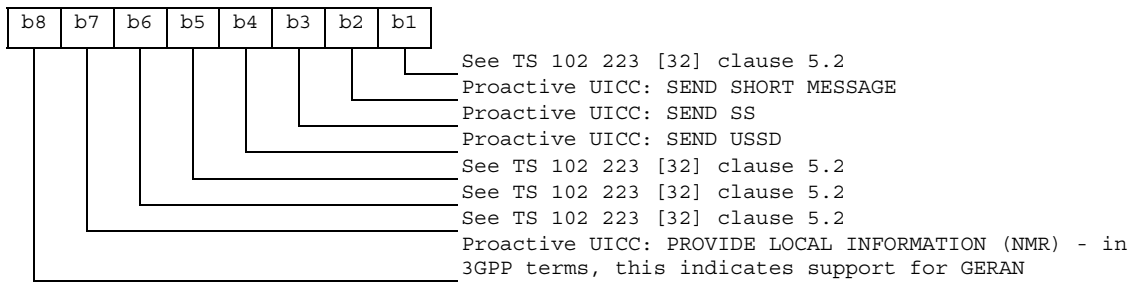 b8 b7 b6 b5 b4 b3 b2 b1
See TS 102 223 [32] clause 5.2
Proactive UICC: SEND SHORT MESSAGE
Proactive UICC: SEND SS
Proactive UICC: SEND USSD
See TS 102 223 [32] clause 5.2
See TS 102 223 [32] clause 5.2
See TS 102 223 [32] clause 5.2
Proactive UICC: PROVIDE LOCAL INFORMATION (NMR) - in
3GPP terms, this indicates support for GERAN